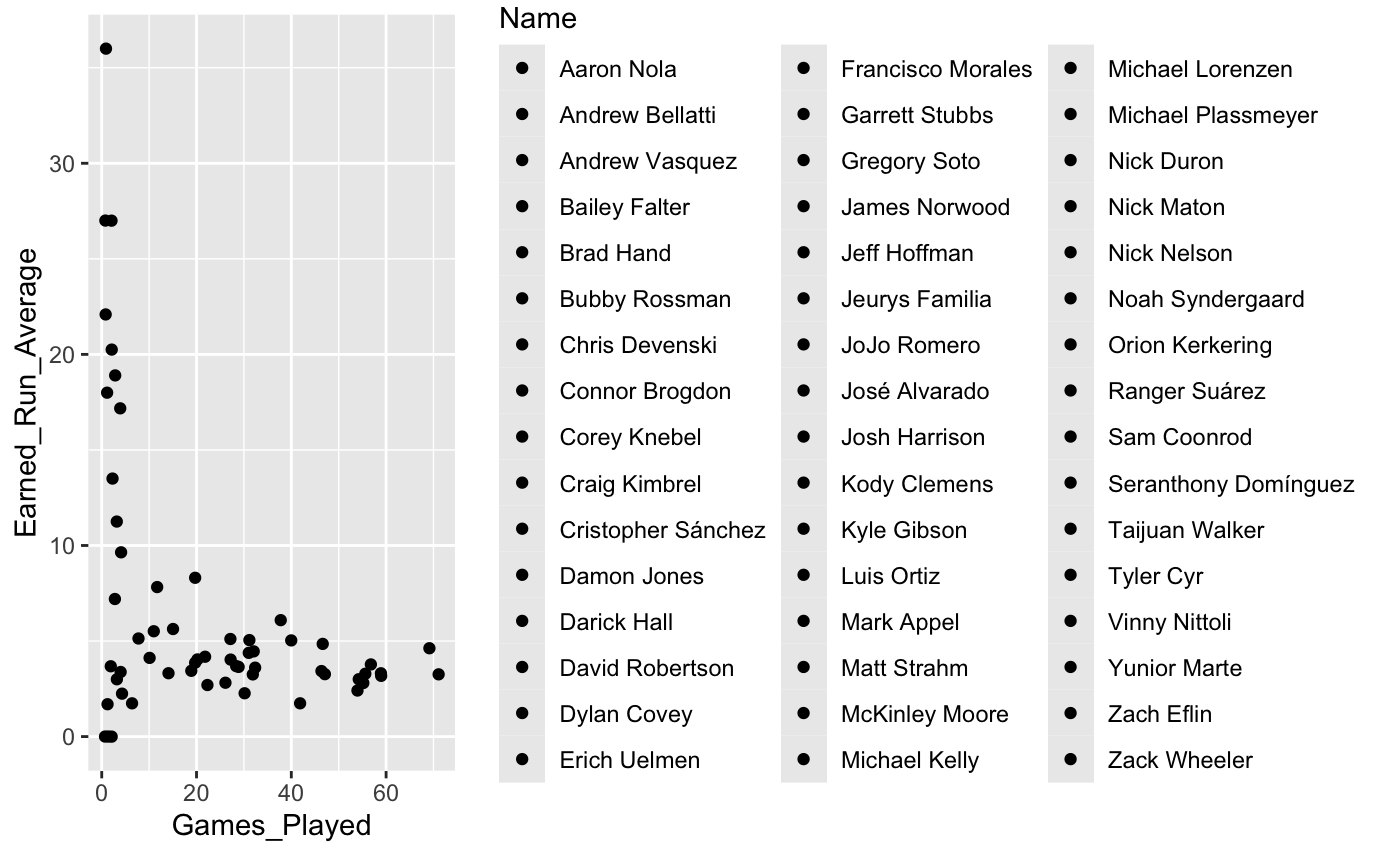 Name
Aaron Nola
Andrew Bellatti
Andrew Vasquez
Bailey Falter
Brad Hand
Bubby Rossman
Chris Devenski
Connor Brogdon
Corey Knebel
Craig Kimbrel
Cristopher Sánchez
Damon Jones
Darick Hall
David Robertson
Dylan Covey
Erich Uelmen
Francisco Morales
Garrett Stubbs
Gregory Soto
James Norwood
Jeff Hoffman
Jeurys Familia
JoJo Romero
José Alvarado
Josh Harrison
Kody Clemens
Kyle Gibson
Luis Ortiz
Mark Appel
Matt Strahm
McKinley Moore
Michael Kelly
Michael Lorenzen
Michael Plassmeyer
Nick Duron
Nick Maton
Nick Nelson
Noah Syndergaard
Orion Kerkering
Ranger Suárez
Sam Coonrod
Seranthony Domínguez
Taijuan Walker
Tyler Cyr
Vinny Nittoli
Yunior Marte
Zach Eflin
Zack Wheeler
Earned_Run_Average
30
20
10
0
0 20 40 60
Games_Played